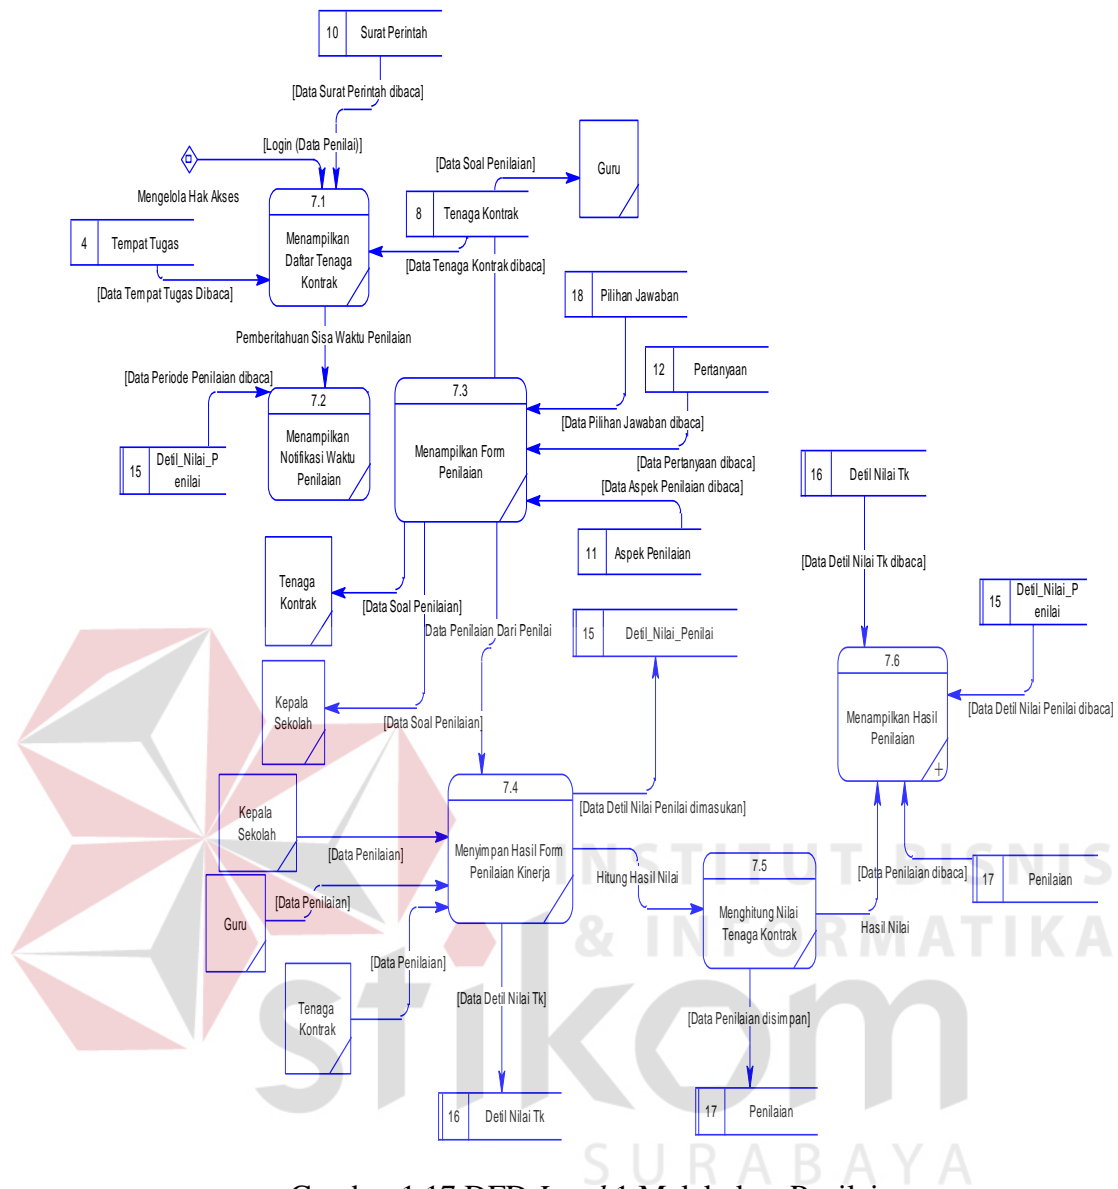 10
Surat Perintah
[Data Surat Perintah dibaca]
[Login (Data Penilai)]
Mengelola Hak Akses
[Data Soal Penilaian]
Guru
7.1
Menampilkan
Daftar Tenaga
Kontrak
8
Tenaga Kontrak
4
Tempat Tugas
[Data Tempat Tugas Dibaca]
[Data Tenaga Kontrak dibaca]
18
Pilihan Jawaban
Pemberitahuan Sisa Waktu Penilaian
12
Pertanyaan
[Data Periode Penilaian dibaca]
7.2
Menampilkan
Notifikasi Waktu
Penilaian
7.3
Menampilkan Form
Penilaian
[Data Pilihan Jawaban dibaca]
15
Detil_Nilai_P
enilai
[Data Pertanyaan dibaca]
[Data Aspek Penilaian dibaca]
16
Detil Nilai Tk
11
Aspek Penilaian
[Data Detil Nilai Tk dibaca]
Tenaga
Kontrak
[Data Soal Penilaian]
15
Detil_Nilai_P
enilai
Data Penilaian Dari Penilai
15
Detil_Nilai_Penilai
7.6
Menampilkan Hasil
Penilaian
+
[Data Detil Nilai Penilai dibaca]
Kepala
Sekolah
[Data Soal Penilaian]
7.4
Menyimpan Hasil Form
Penilaian Kinerja
[Data Detil Nilai Penilai dimasukan]
Kepala
Sekolah
[Data Penilaian]
Hitung Hasil Nilai
7.5
Menghitung Nilai
Tenaga Kontrak
[Data Penilaian dibaca]
17
Penilaian
Guru
[Data Penilaian]
Hasil Nilai
[Data Penilaian]
Tenaga
Kontrak
[Data Detil Nilai Tk]
[Data Penilaian disimpan]
16
Detil Nilai Tk
17
Penilaian
INSTITUT BISNIS
& INFORMATIKA
stikom
SURABAYA